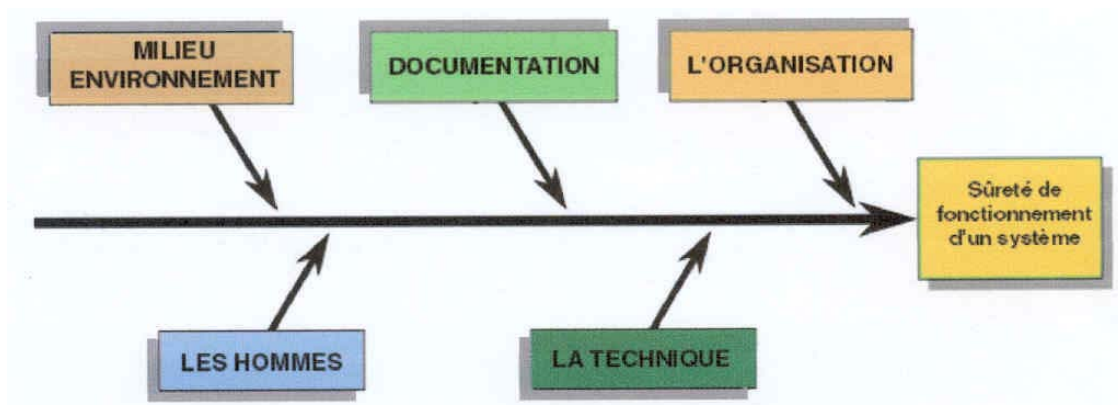 MILIEU
ENVIRONNEMENT
DOCUMENTATION
L'ORGANISATION
Sûreté de
fonctionnement
d'un système
LES HOMMES
LA TECHNIQUE